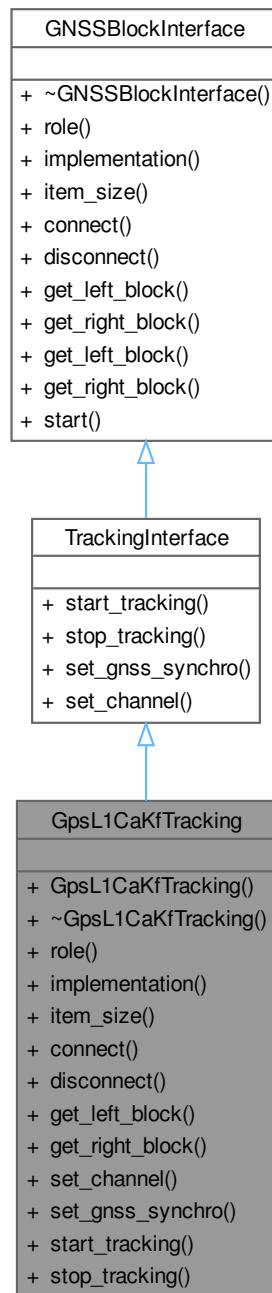 GNSSBlockInterface
+ ~GNSSBlockInterface()
+ role()
+ implementation()
+ item_size()
+ connect()
+ disconnect()
+ get_left_block()
+ get_right_block()
+ get_left_block()
+ get_right_block()
+ start()
TrackingInterface
+ start_tracking()
+ stop_tracking()
+ set_gnss_synchro()
+ set_channel()
GpsL1CaKfTracking
+ GpsL1CaKfTracking()
+ ~GpsL1CaKfTracking()
+ role()
+ implementation()
+ item_size()
+ connect()
+ disconnect()
+ get_left_block()
+ get_right_block()
+ set_channel()
+ set_gnss_synchro()
+ start_tracking()
+ stop_tracking()